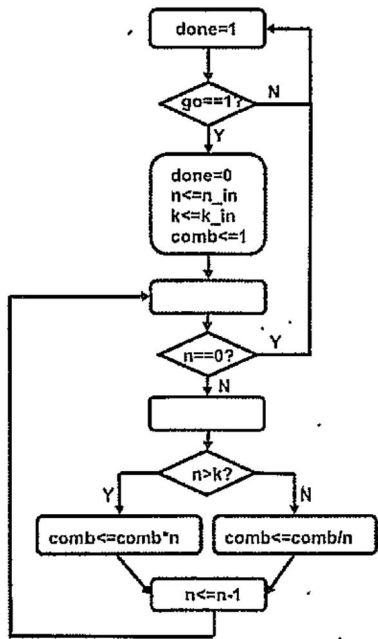 done=1
go==1?
N
Y
done=0
n<=n_in
k<=k_in
comb<=1
n==0?
Y
N
n>k?
Y
N
comb<=comb*n
comb<=comb/n
n<=n-1